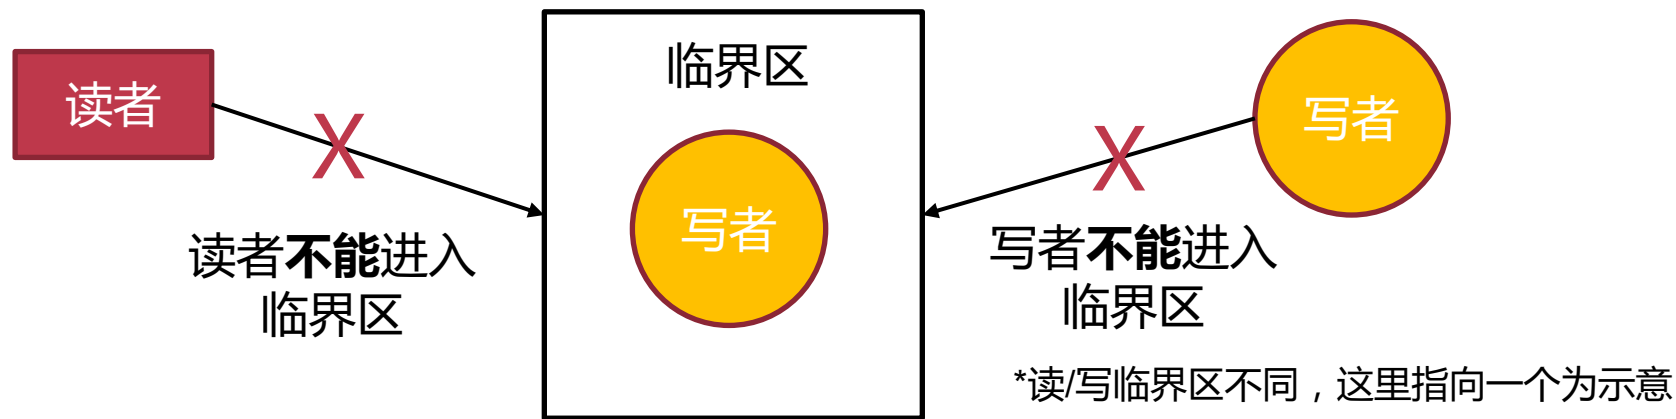 读者
X
读者不能进入
临界区
临界区
写者
X
写者
写者不能进入
临界区
*读/写临界区不同，这里指向一个为示意